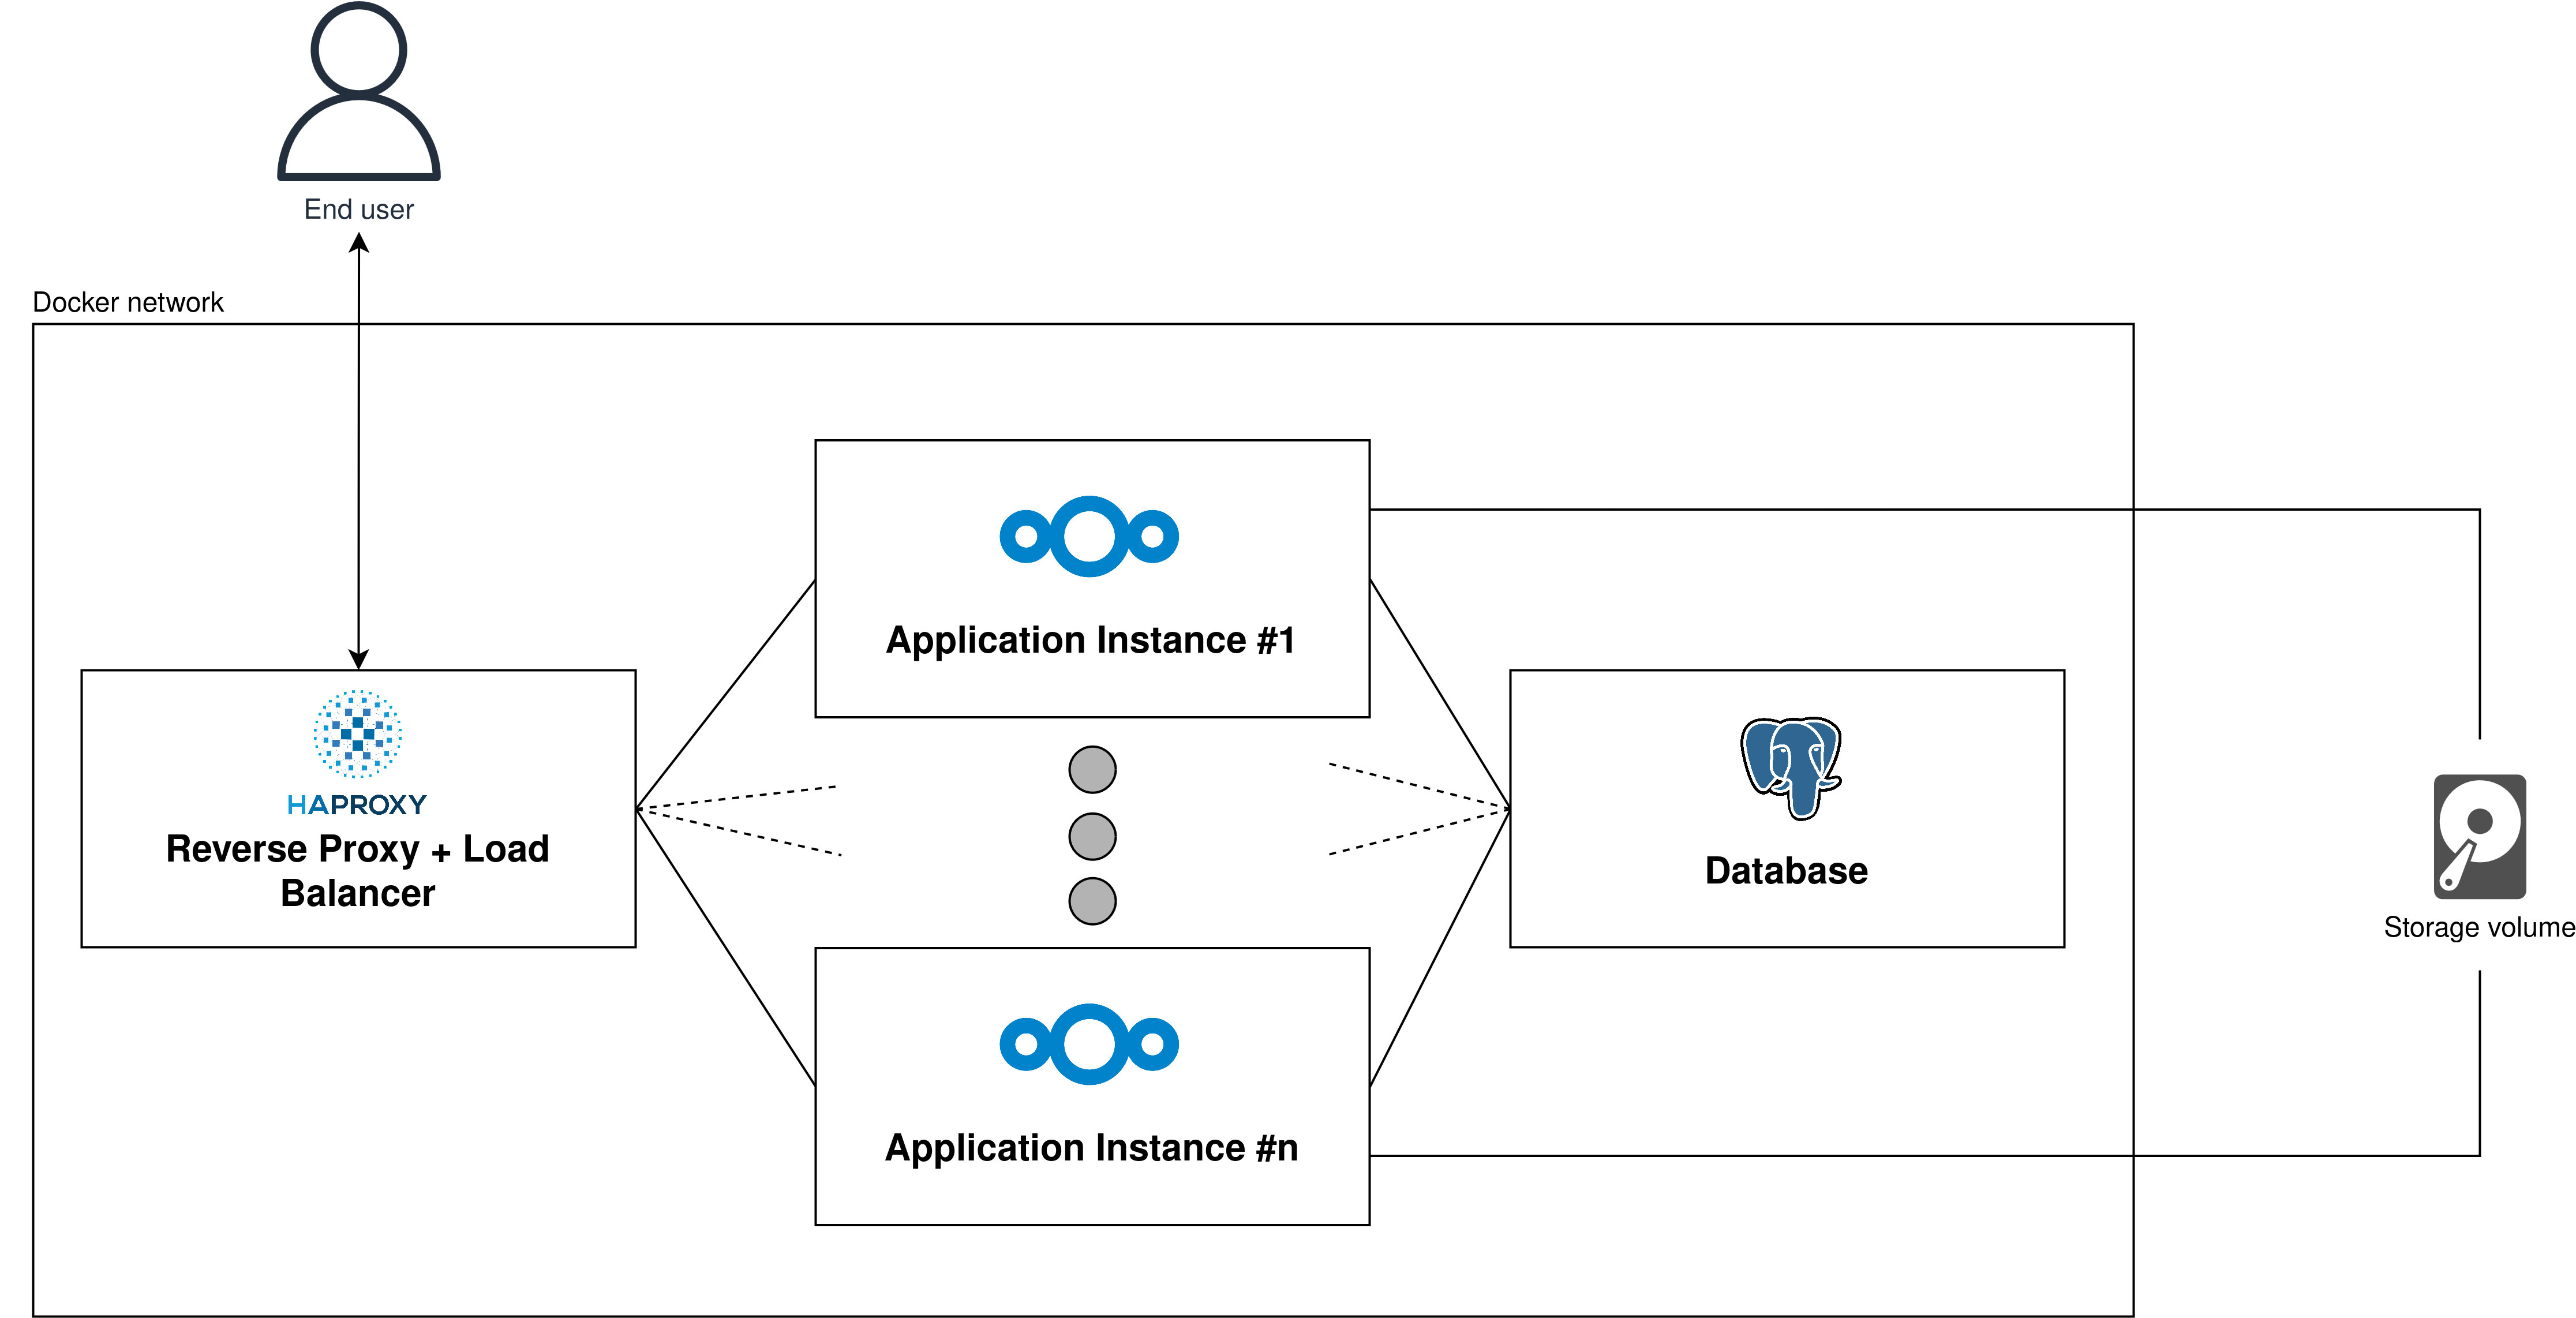 End user
Docker network
Application Instance #1
HAPROXY
Reverse Proxy + Load
Balancer
Database
Storage volume
Application Instance #n